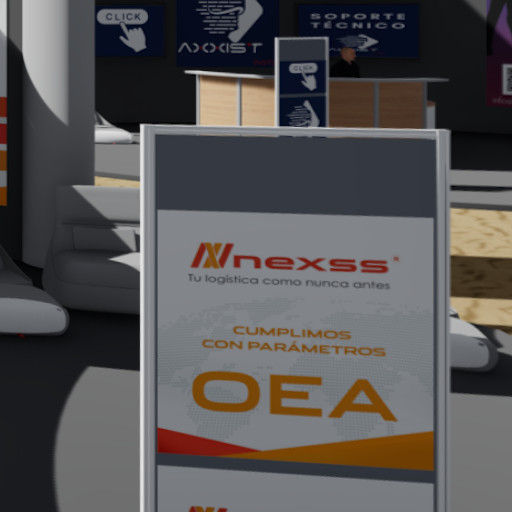 CLICK
AXXIST
SOPORTE
TÉCNICO
CLICK
nexss
Tu logística como nunca antes
CUMPLIMOS
CON PARÁMETROS
OEA